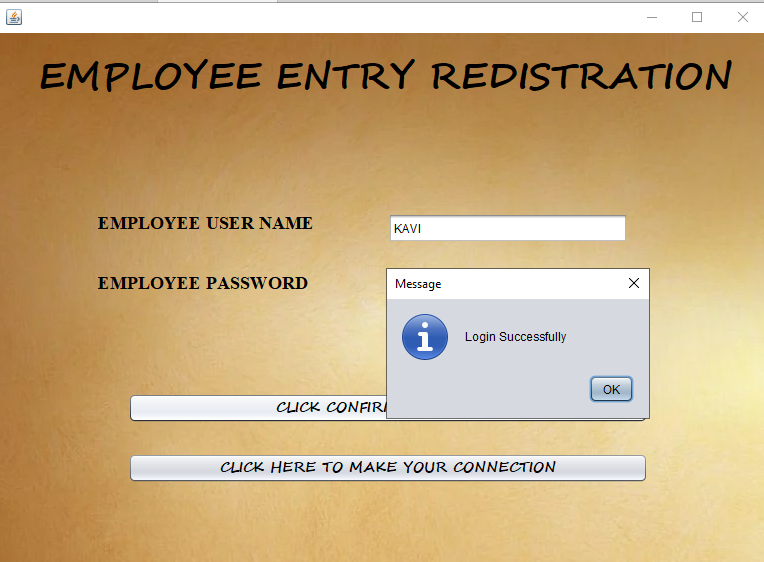 EMPLOYEE ENTRY REDISTRATION
EMPLOYEE USER NAME
KAVI
EMPLOYEE PASSWORD
Message
Login Successfully
OK
CLICK
CLICK HERE TO MAKE YOUR CONNECTION